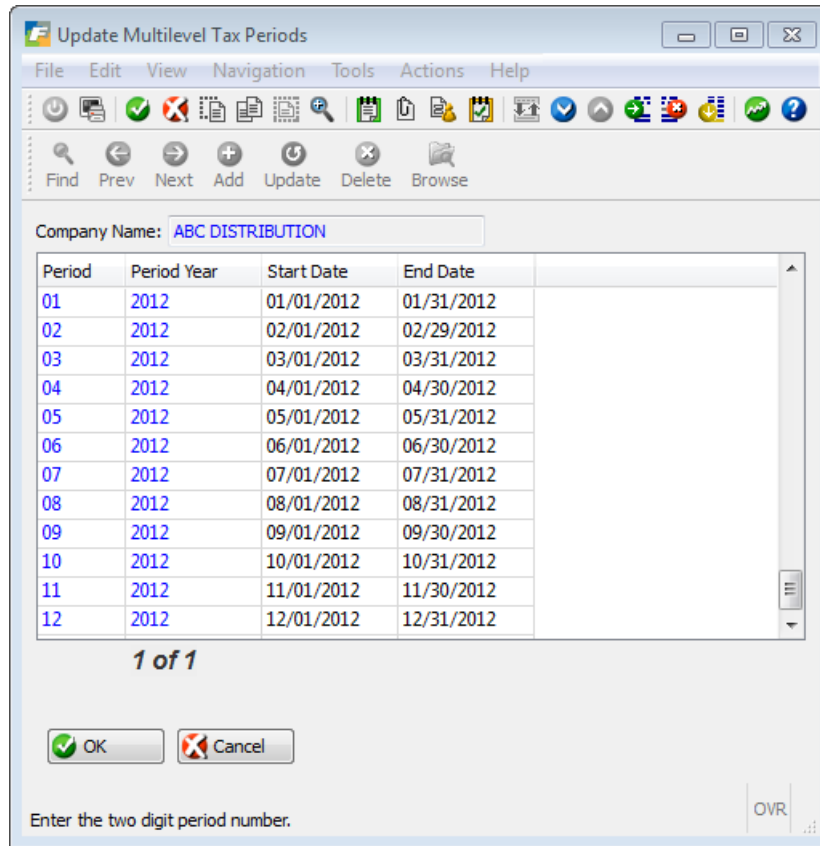 Update Multilevel Tax Periods
File Edit View Navigation Tools Actions Help
Find Prev Next Add Update Delete Browse
Company Name: ABC DISTRIBUTION
Period Period Year Start Date End Date
01 2012 01/01/2012 01/31/2012
02 2012 02/01/2012 02/29/2012
03 2012 03/01/2012 03/31/2012
04 2012 04/01/2012 04/30/2012
05 2012 05/01/2012 05/31/2012
06 2012 06/01/2012 06/30/2012
07 2012 07/01/2012 07/31/2012
08 2012 08/01/2012 08/31/2012
09 2012 09/01/2012 09/30/2012
10 2012 10/01/2012 10/31/2012
11 2012 11/01/2012 11/30/2012
12 2012 12/01/2012 12/31/2012
1 of 1
OK Cancel
Enter the two digit period number. OVR